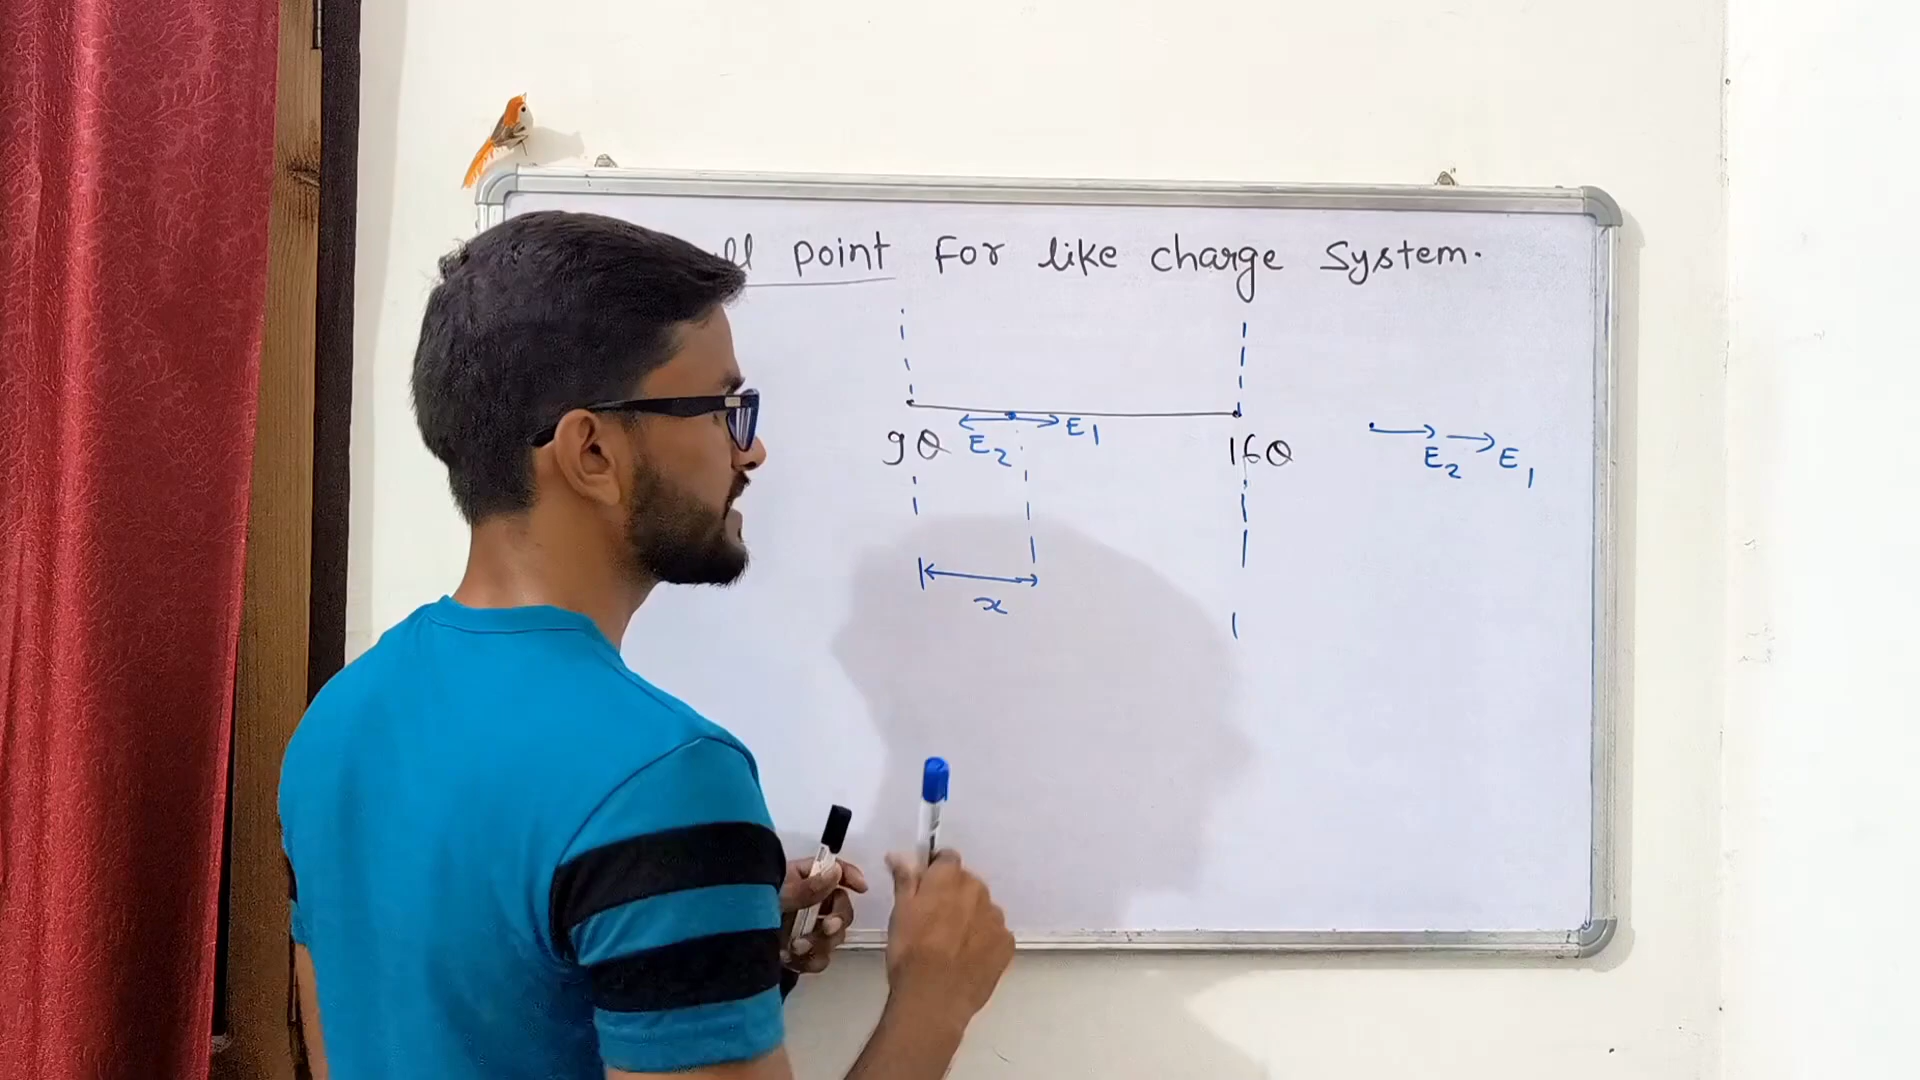 point For like charge System.
E₂ E₁
9Q 16Q
E₂ E₁
x